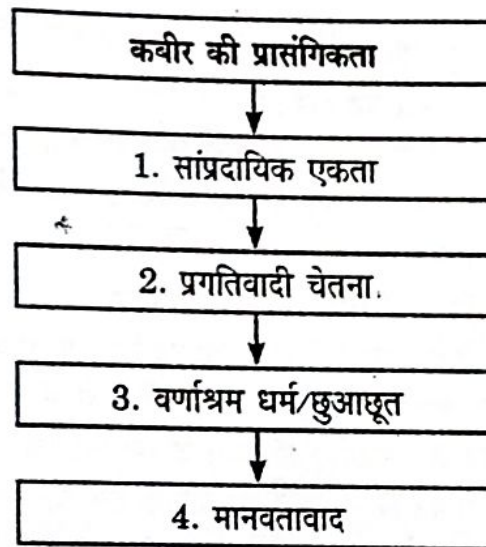 कबीर की प्रासंगिकता
1. सांप्रदायिक एकता
2. प्रगतिवादी चेतना
3. वर्णाश्रम धर्म/छुआछूत
4. मानवतावाद